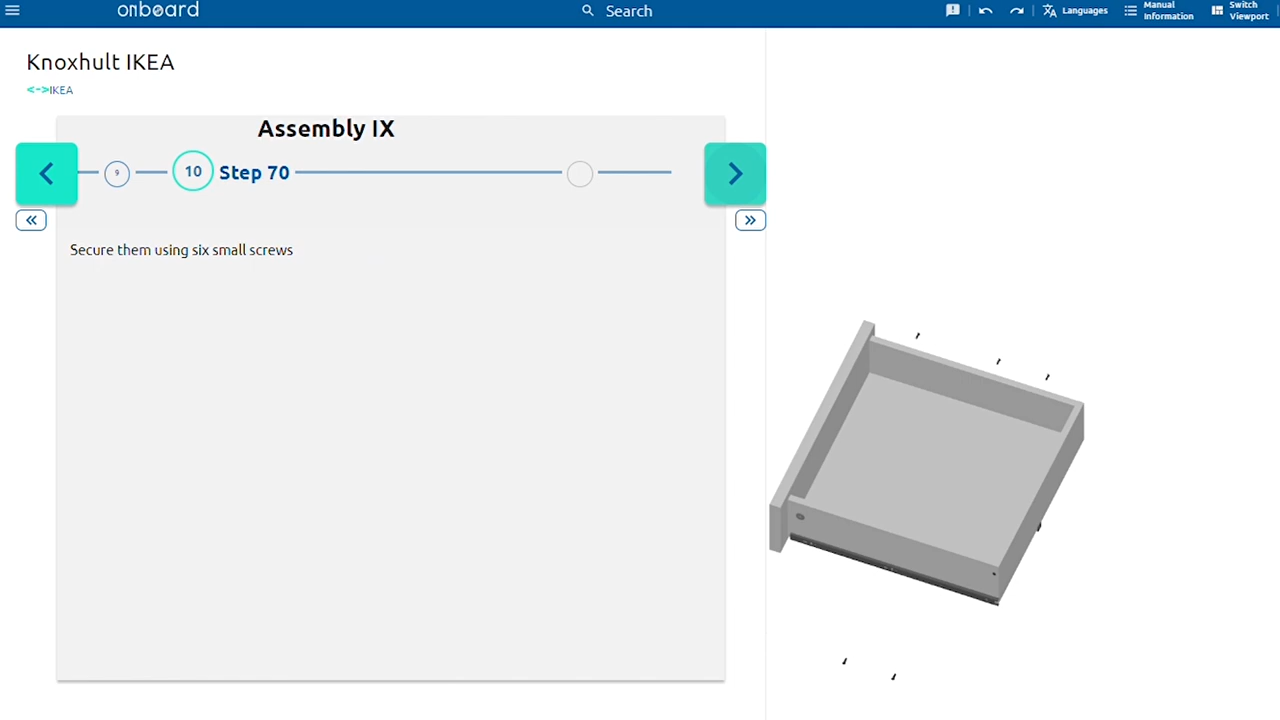 onboard
Search
Languages
Manual Information
Switch Viewport
Knoxhult IKEA
<->IKEA
Assembly IX
9
10
Step 70
Secure them using six small screws